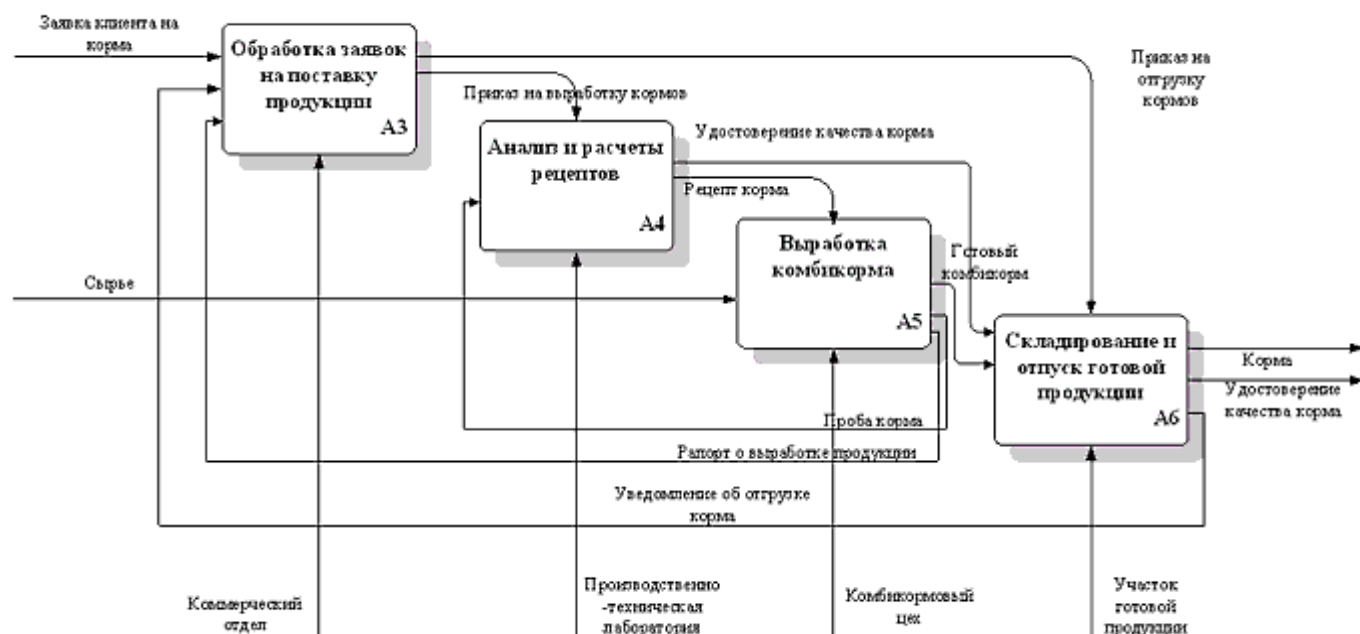 Заявка клиента на
корма
Обработка заявок
на поставку
продукции
A3
Приказ на
отгрузку
кормов
Приказ на выработку кормов
Удостоверение качества корма
Анализ и расчеты
рецептов
A4
Рецепт корма
Выработка
комбикорма
A5
Готовый
комбикорм
Сырье
Складирование и
отпуск готовой
продукции
A6
Корма
Удостоверение
качества корма
Проба корма
Рапорт о выработке продукции
Уведомление об отгрузке
корма
Коммерческий
отдел
Производственно
-техническая
лаборатория
Комбикормовый
цех
Участок
готовой
продукции